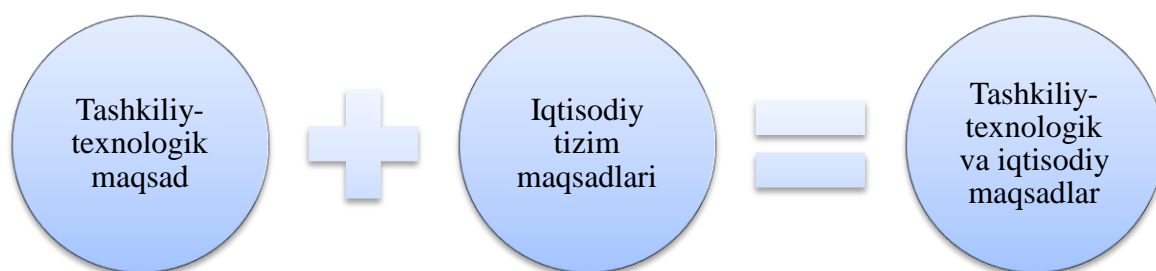 Tashkiliy-
texnologik
maqsad
Iqtisodiy
tizim
maqsadlari
Tashkiliy-
texnologik
va iqtisodiy
maqsadlar